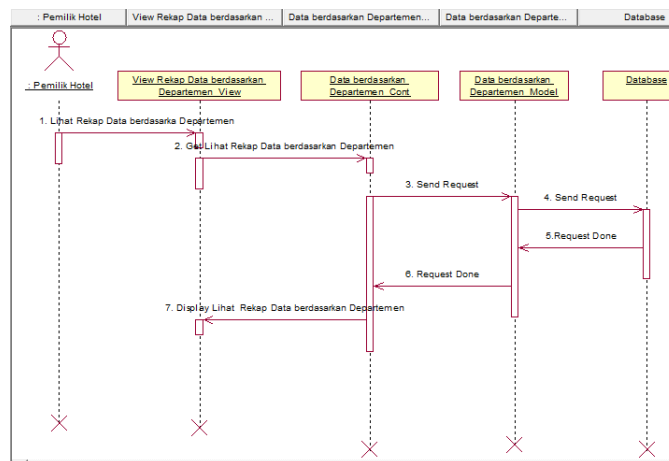 : Pemilik Hotel
View Rekap Data berdasarkan ...
Data berdasarkan Departemen...
Data berdasarkan Departe...
Database
: Pemilik Hotel
View Rekap Data berdasarkan
Departemen_View
Data berdasarkan
Departemen_Cont
Data berdasarkan
Departemen_Model
Database
1. Lihat Rekap Data berdasarka Departemen
2. Get Lihat Rekap Data berdasarkan Departemen
3. Send Request
4. Send Request
5.Request Done
6. Request Done
7. Display Lihat Rekap Data berdasarkan Departemen